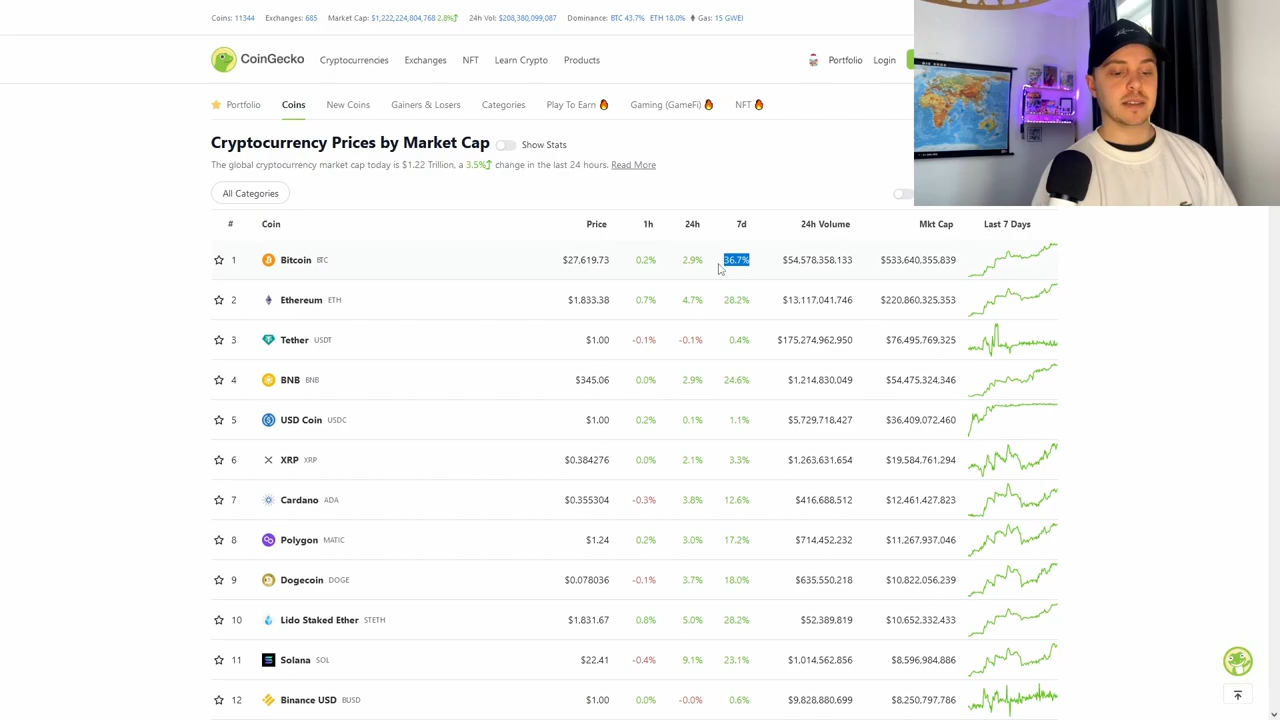 Coins: 11344 Exchanges: 685 Market Cap: $1,222,224,804,768 2.8% 24h Vol: $208,380,099,087 Dominance: BTC 43.7% ETH 18.0% Gas: 15 GWEI
CoinGecko Cryptocurrencies Exchanges NFT Learn Crypto Products Portfolio Login
Portfolio Coins New Coins Gainers & Losers Categories Play To Earn Gaming (GameFi) NFT
Cryptocurrency Prices by Market Cap Show Stats
The global cryptocurrency market cap today is $1.22 Trillion, a 3.5% change in the last 24 hours. Read More
All Categories
# Coin Price 1h 24h 7d 24h Volume Mkt Cap Last 7 Days
1 Bitcoin BTC $27,619.73 0.2% 2.9% 36.7% $54,578,358,133 $533,640,355,839
2 Ethereum ETH $1,833.38 0.7% 4.7% 28.2% $13,117,041,746 $220,860,325,353
3 Tether USDT $1.00 -0.1% -0.1% 0.4% $175,274,962,950 $76,495,769,325
4 BNB BNB $345.06 0.0% 2.9% 24.6% $1,214,830,049 $54,475,324,346
5 USD Coin USDC $1.00 0.2% 0.1% 1.1% $5,729,718,427 $36,409,072,460
6 XRP XRP $0.384276 0.0% 2.1% 3.3% $1,263,631,654 $19,584,761,294
7 Cardano ADA $0.355304 -0.3% 3.8% 12.6% $416,688,512 $12,461,427,823
8 Polygon MATIC $1.24 0.2% 3.0% 17.2% $714,452,232 $11,267,937,046
9 Dogecoin DOGE $0.078036 -0.1% 3.7% 18.0% $635,550,218 $10,822,056,239
10 Lido Staked Ether STETH $1,831.67 0.8% 5.0% 28.2% $52,389,819 $10,652,332,433
11 Solana SOL $22.41 -0.4% 9.1% 23.1% $1,014,562,856 $8,596,984,886
12 Binance USD BUSD $1.00 0.0% -0.0% 0.6% $9,828,880,699 $8,250,797,786